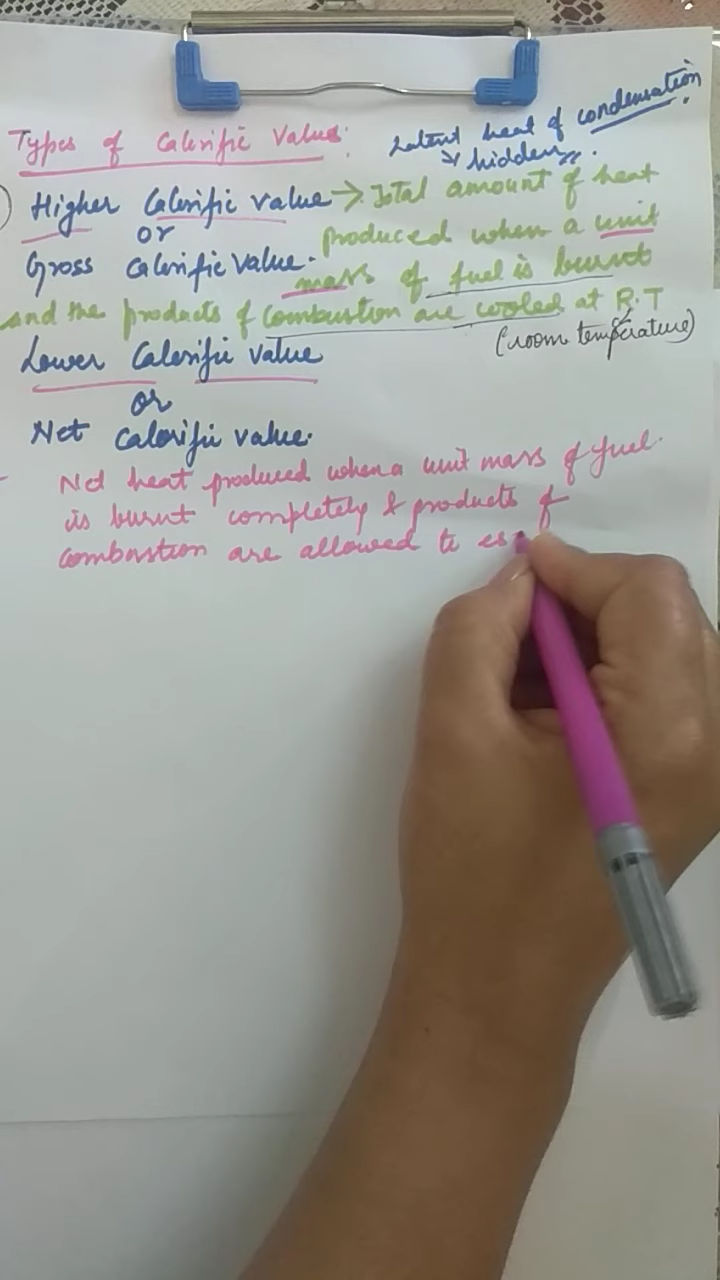 Types of Calorific Value:
Latent heat of condensation.
↳ hidden
Higher Calorific value → Total amount of heat
or
produced when a unit
Gross Calorific Value.
mass of fuel is burnt
and the products of combustion are cooled at R.T
(room temperature)
Lower Calorific value
or
Net Calorific value.
Net heat produced when a unit mass of fuel
is burnt completely & products of
combustion are allowed to es